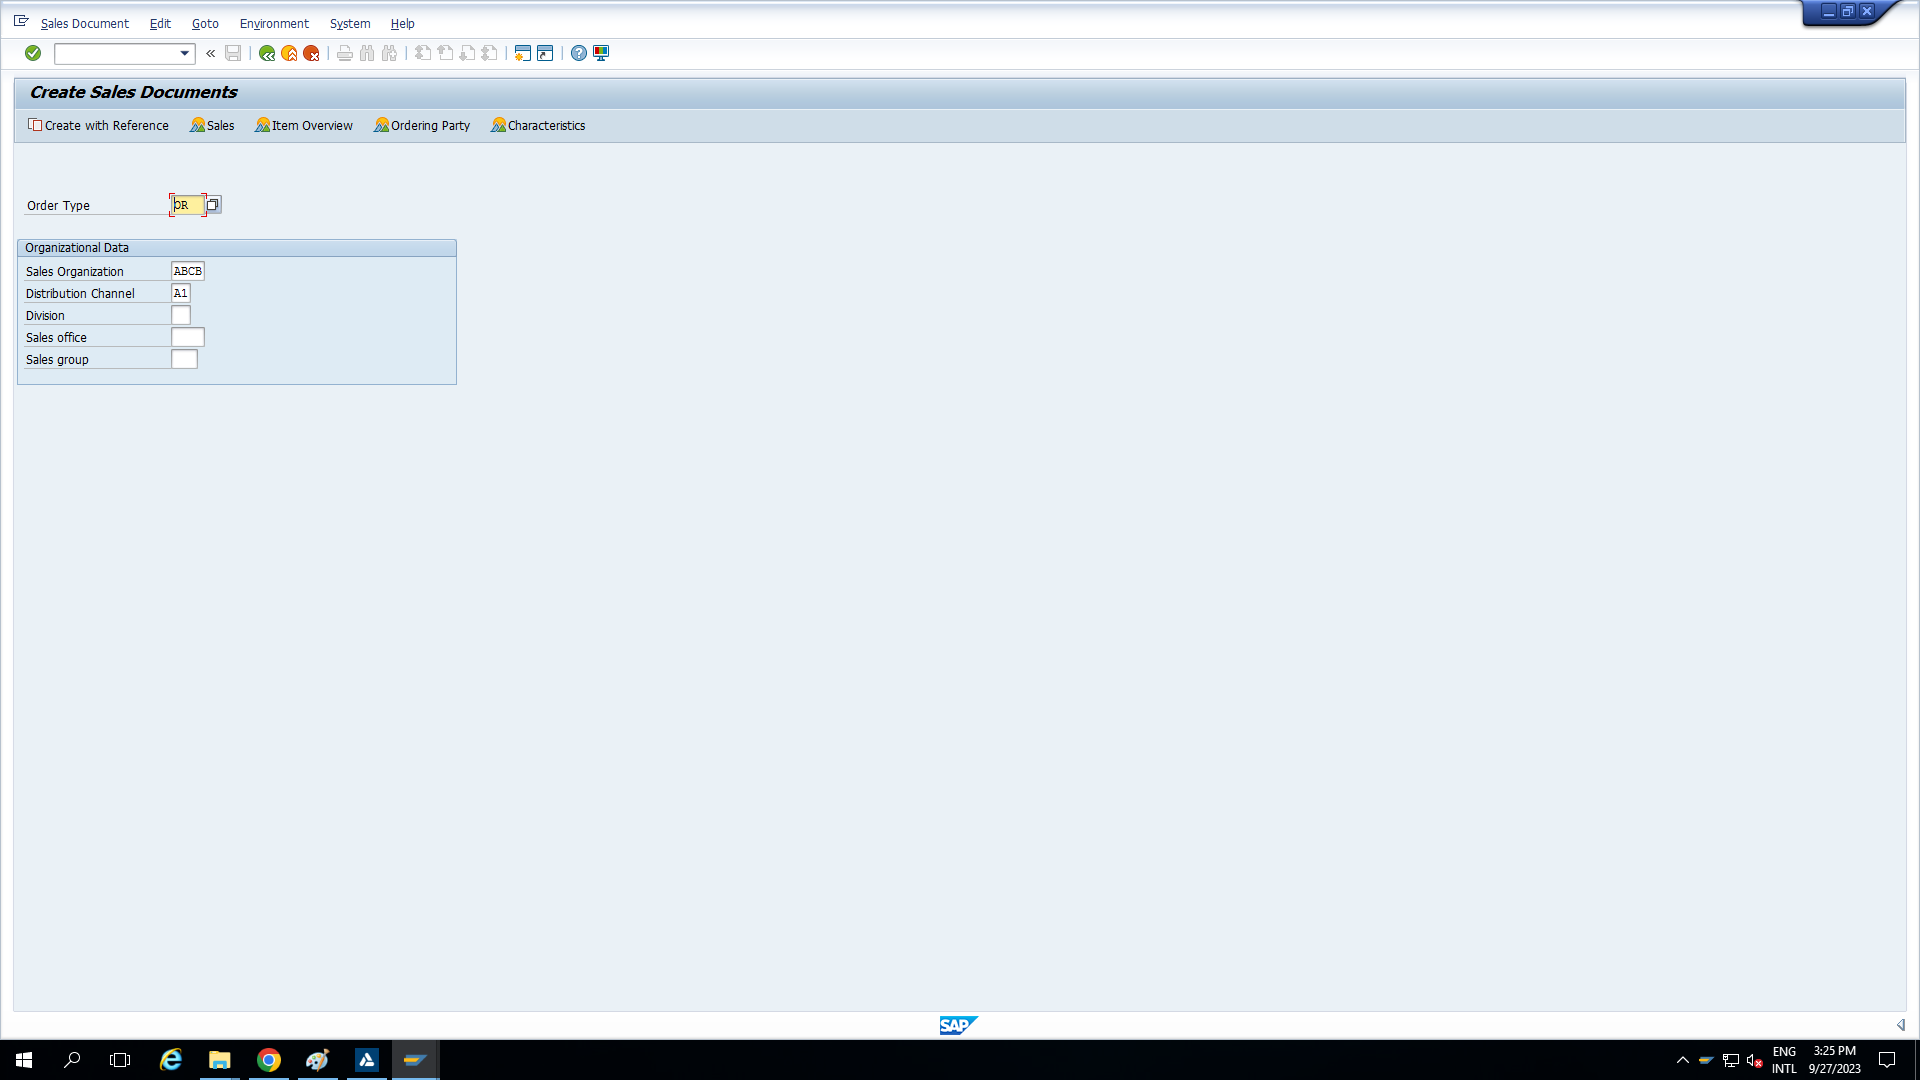 Sales Document Edit Goto Environment System Help
Create Sales Documents
Create with Reference Sales Item Overview Ordering Party Characteristics
Order Type OR
Organizational Data
Sales Organization ABCB
Distribution Channel A1
Division
Sales office
Sales group
SAP
ENG 3:25 PM
INTL 9/27/2023